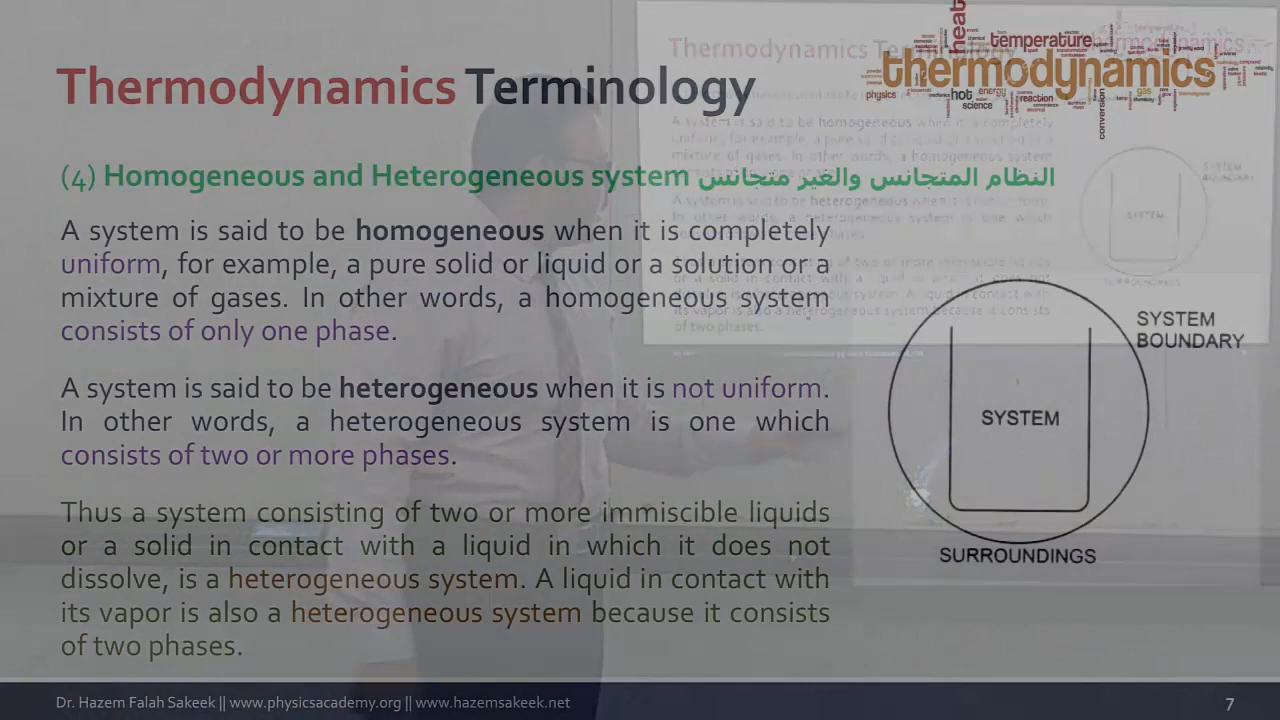 Thermodynamics Terminology
heat
temperature
thermodynamics
physics
hot
energy
reaction
gas
science
conversion
(4) Homogeneous and Heterogeneous system النظام المتجانس والغير متجانس
A system is said to be homogeneous when it is completely
uniform, for example, a pure solid or liquid or a solution or a
mixture of gases. In other words, a homogeneous system
consists of only one phase.
A system is said to be heterogeneous when it is not uniform.
In other words, a heterogeneous system is one which
consists of two or more phases.
Thus a system consisting of two or more immiscible liquids
or a solid in contact with a liquid in which it does not
dissolve, is a heterogeneous system. A liquid in contact with
its vapor is also a heterogeneous system because it consists
of two phases.
SYSTEM
BOUNDARY
SYSTEM
SURROUNDINGS
Dr. Hazem Falah Sakeek || www.physicsacademy.org || www.hazemsakeek.net
7